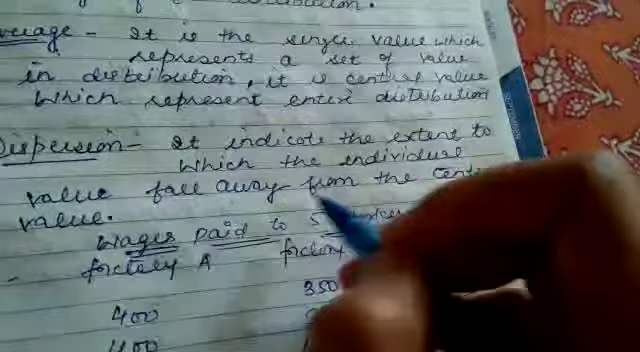 Average - It is the single value which
represents a set of value
in distribution, it is central value
which represent entire distribution
Dispersion - It indicate the extent to
which the individual
value fall away from the
value.
Wages paid to 5
factory A factory
350
400
400